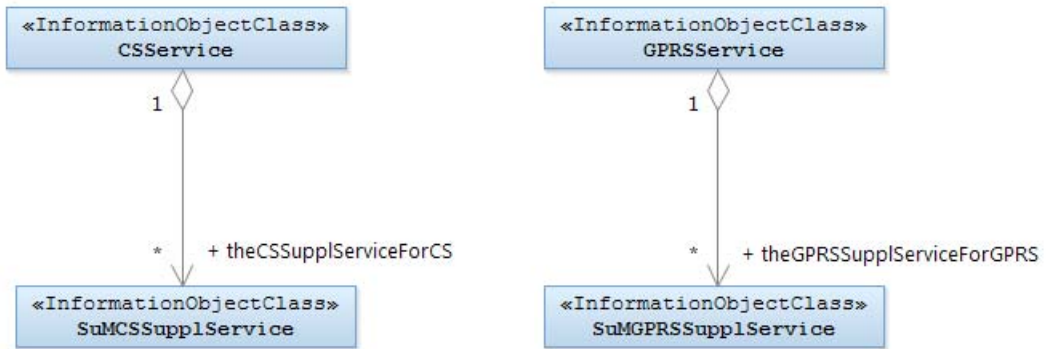 «InformationObjectClass»
CSService
«InformationObjectClass»
GPRSService
1
1
* + theCSSupplServiceForCS
* + theGPRSSupplServiceForGPRS
«InformationObjectClass»
SuMCSSupplService
«InformationObjectClass»
SuMGPRSSupplService